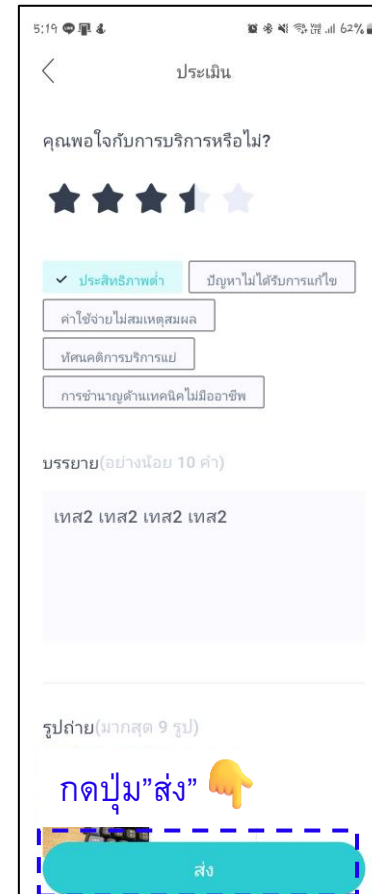 5:19 62%
ประเมิน
คุณพอใจกับการบริการหรือไม่?
ประสิทธิภาพต่ำ ปัญหาไม่ได้รับการแก้ไข
ค่าใช้จ่ายไม่สมเหตุสมผล
ทัศนคติการบริการแย่
การชำนาญด้านเทคนิคไม่มืออาชีพ
บรรยาย(อย่างน้อย 10 คำ)
เทส2 เทส2 เทส2 เทส2
รูปถ่าย(มากสุด 9 รูป)
กดปุ่ม”ส่ง”
ส่ง